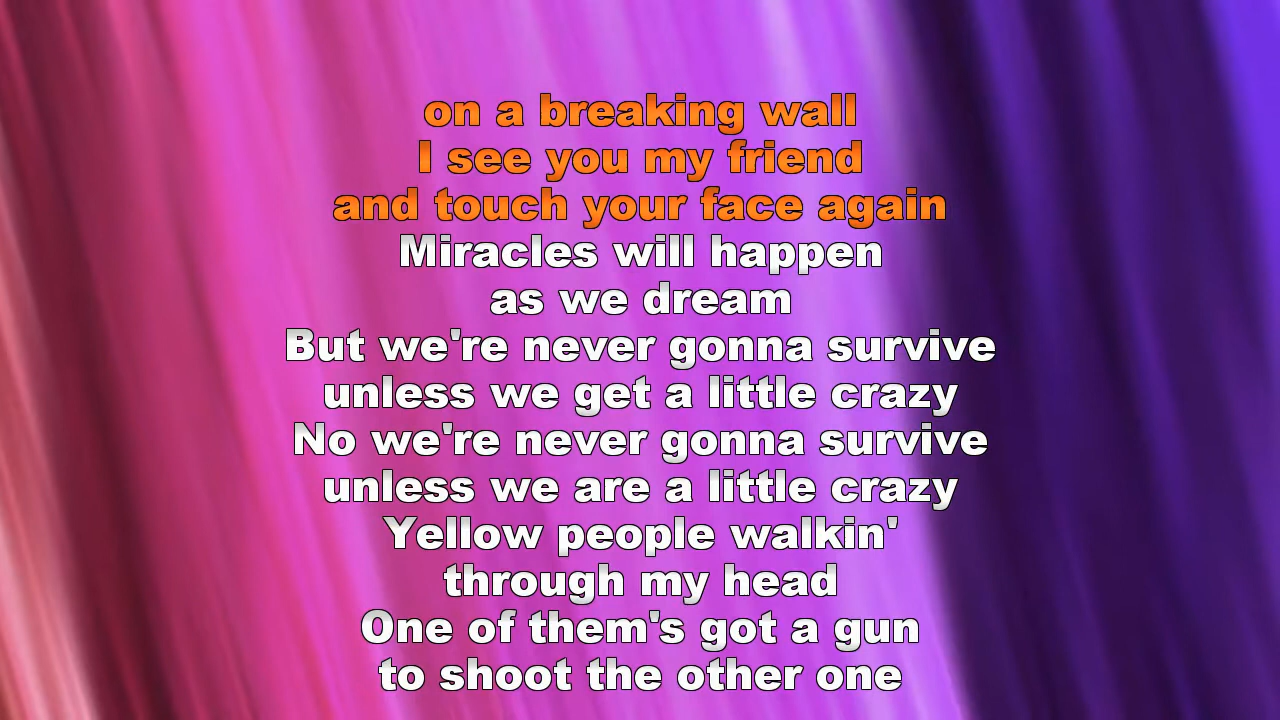 on a breaking wall
I see you my friend
and touch your face again
Miracles will happen
as we dream
But we're never gonna survive
unless we get a little crazy
No we're never gonna survive
unless we are a little crazy
Yellow people walkin'
through my head
One of them's got a gun
to shoot the other one